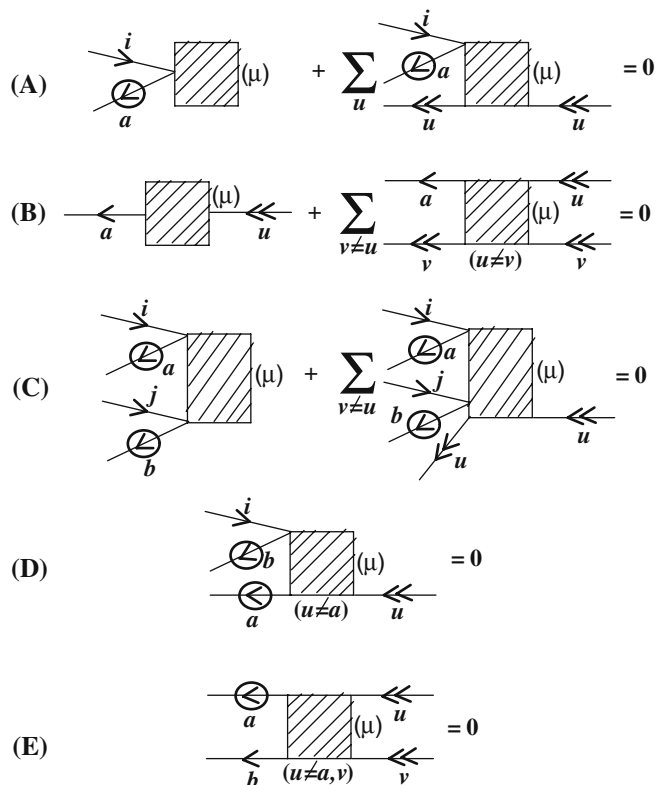 i
(A) a (μ) + ∑ u a (μ) u u = 0
(B) a (μ) u + ∑ v≠u a u (μ) v (u≠v) v = 0
i i
(C) a j b (μ) + ∑ v≠u a j b u (μ) u = 0
i
(D) b (μ) a (u≠a) u = 0
(E) a u (μ) b (u≠a,v) v = 0